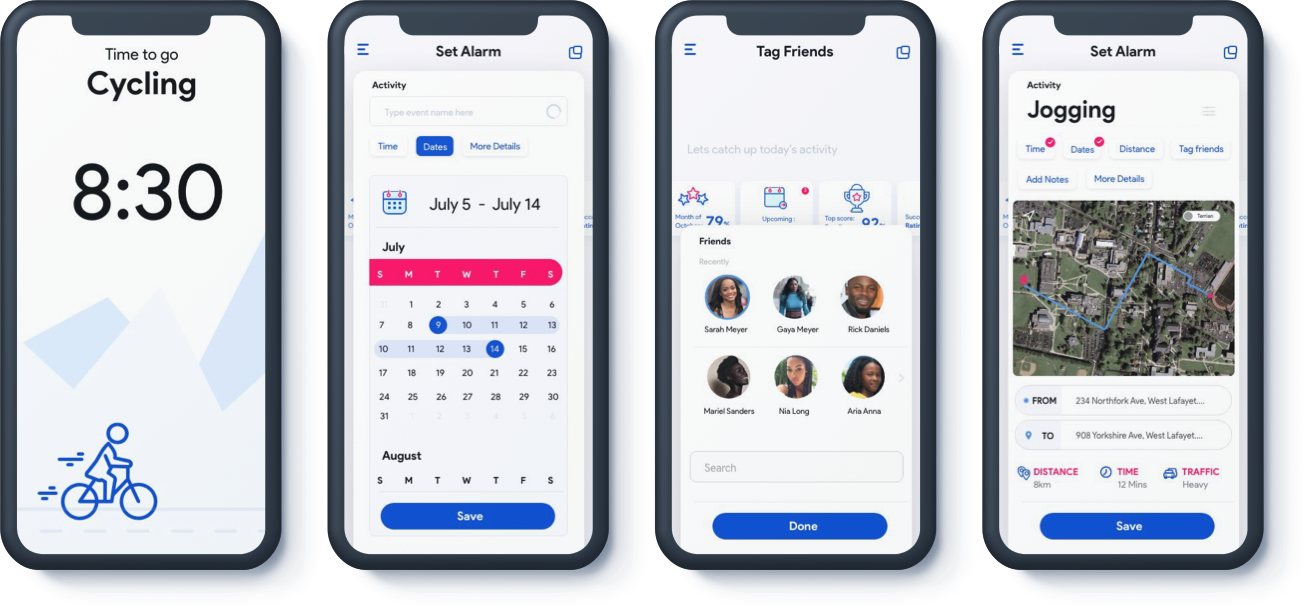 Time to go
Cycling
8:30
Set Alarm
Activity
Type event name here
Time Dates More Details
July 5 - July 14
July
S M T W T F S
31 1 2 3 4 5 6
7 8 9 10 11 12 13
10 11 12 13 14 15 16
17 18 19 20 21 22 23
24 25 26 27 28 29 30
31 1 2 3 4 5 6
August
S M T W T F S
Save
Tag Friends
Lets catch up today's activity
Month of
79%
Upcoming :
Top score:
92%
Friends
Recently
Sarah Meyer Gaya Meyer Rick Daniels
Mariel Sanders Nia Long Aria Anna
Search
Done
Set Alarm
Activity
Jogging
Time Dates Distance Tag friends
Add Notes More Details
Terrian
FROM 234 Northfork Ave, West Lafayet....
TO 908 Yorkshire Ave, West Lafayet....
DISTANCE TIME TRAFFIC
8km 12 Mins Heavy
Save